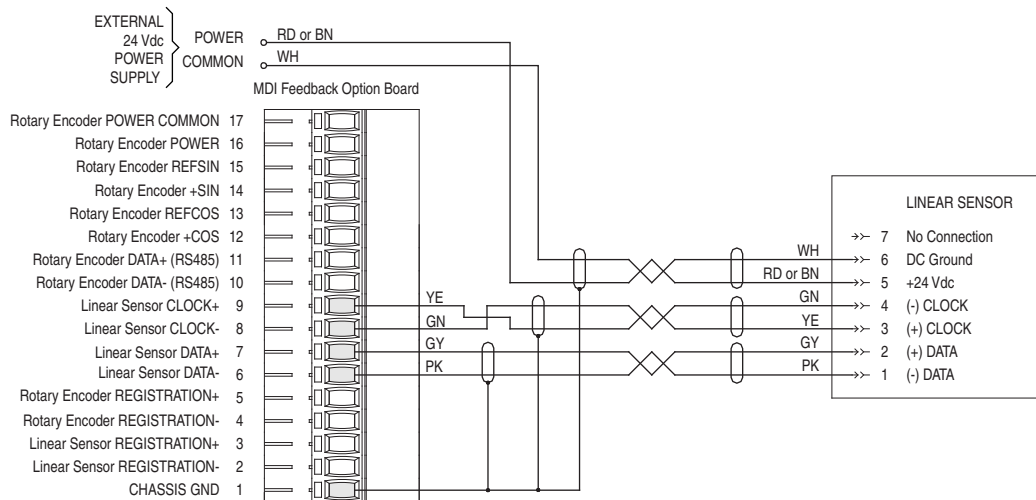 EXTERNAL
24 Vdc
POWER
SUPPLY
POWER
RD or BN
COMMON
WH
MDI Feedback Option Board
Rotary Encoder POWER COMMON 17
Rotary Encoder POWER 16
Rotary Encoder REFSIN 15
Rotary Encoder +SIN 14
Rotary Encoder REFCOS 13
Rotary Encoder +COS 12
Rotary Encoder DATA+ (RS485) 11
Rotary Encoder DATA- (RS485) 10
Linear Sensor CLOCK+ 9
Linear Sensor CLOCK- 8
Linear Sensor DATA+ 7
Linear Sensor DATA- 6
Rotary Encoder REGISTRATION+ 5
Rotary Encoder REGISTRATION- 4
Linear Sensor REGISTRATION+ 3
Linear Sensor REGISTRATION- 2
CHASSIS GND 1
YE
GN
GY
PK
LINEAR SENSOR
7 No Connection
WH 6 DC Ground
RD or BN 5 +24 Vdc
GN 4 (-) CLOCK
YE 3 (+) CLOCK
GY 2 (+) DATA
PK 1 (-) DATA